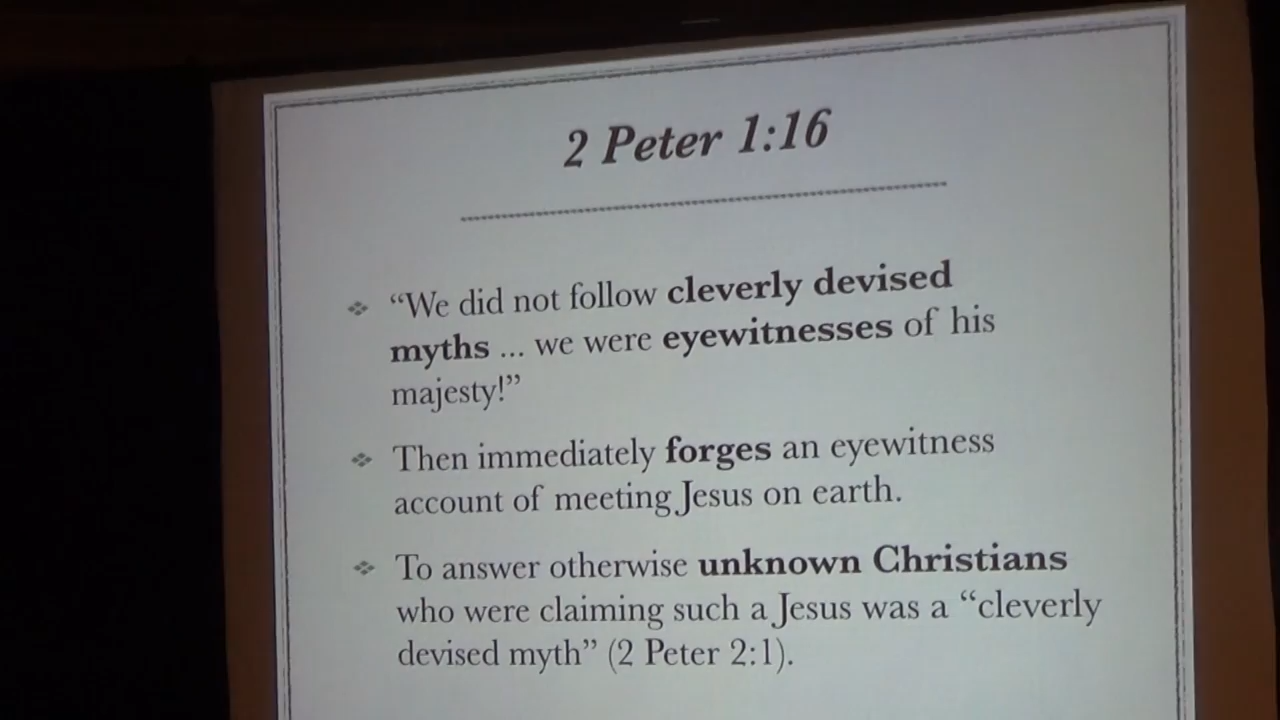 2 Peter 1:16
“We did not follow cleverly devised
myths ... we were eyewitnesses of his
majesty!”
Then immediately forges an eyewitness
account of meeting Jesus on earth.
To answer otherwise unknown Christians
who were claiming such a Jesus was a “cleverly
devised myth” (2 Peter 2:1).